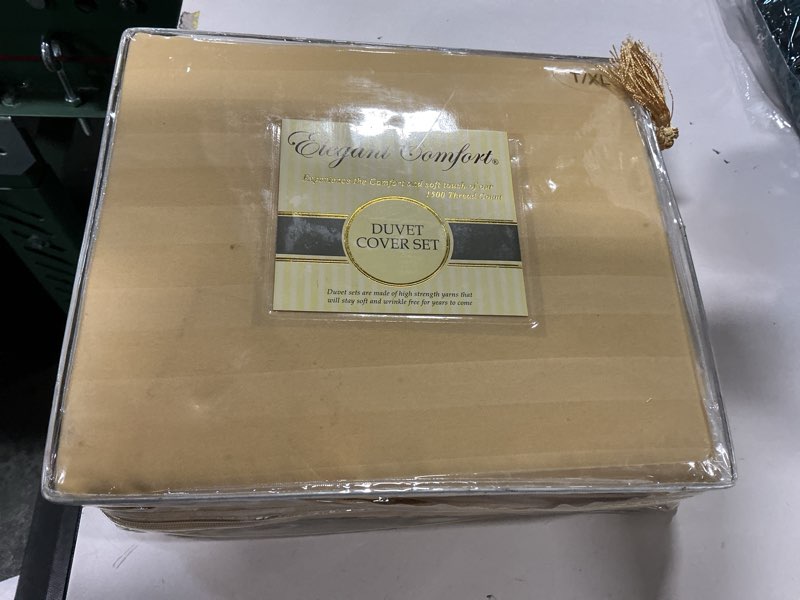 T/XL
Elegant Comfort®
Experience the Comfort and soft touch of our
1500 Thread Count
DUVET
COVER SET
Duvet sets are made of high strength yarns that
will stay soft and wrinkle free for years to come